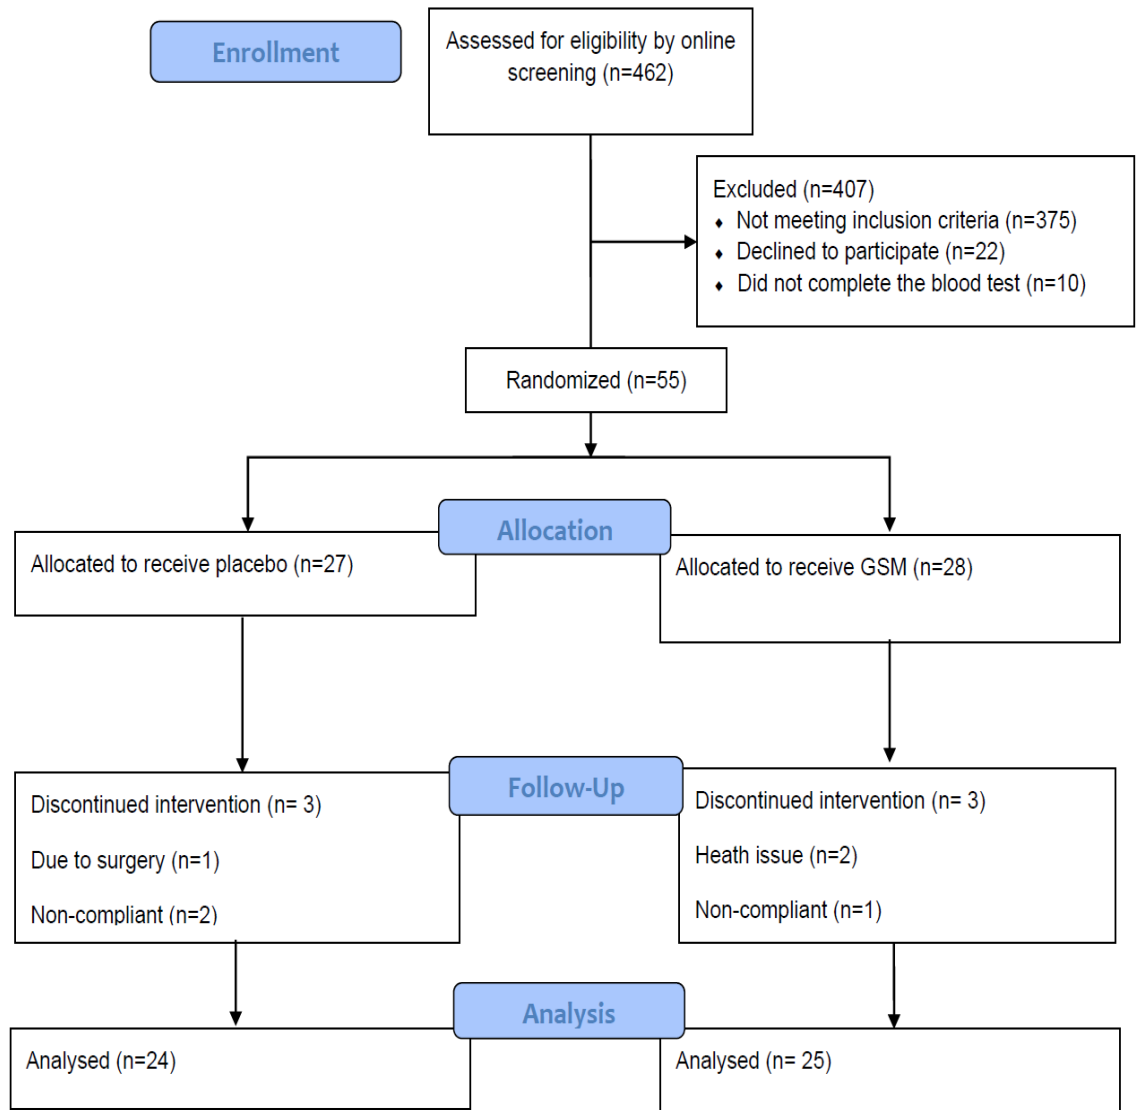 Enrollment
Assessed for eligibility by online
screening (n=462)
Excluded (n=407)
♦ Not meeting inclusion criteria (n=375)
♦ Declined to participate (n=22)
♦ Did not complete the blood test (n=10)
Randomized (n=55)
Allocation
Allocated to receive placebo (n=27)
Allocated to receive GSM (n=28)
Follow-Up
Discontinued intervention (n= 3)
Due to surgery (n=1)
Non-compliant (n=2)
Discontinued intervention (n= 3)
Heath issue (n=2)
Non-compliant (n=1)
Analysis
Analysed (n=24)
Analysed (n= 25)